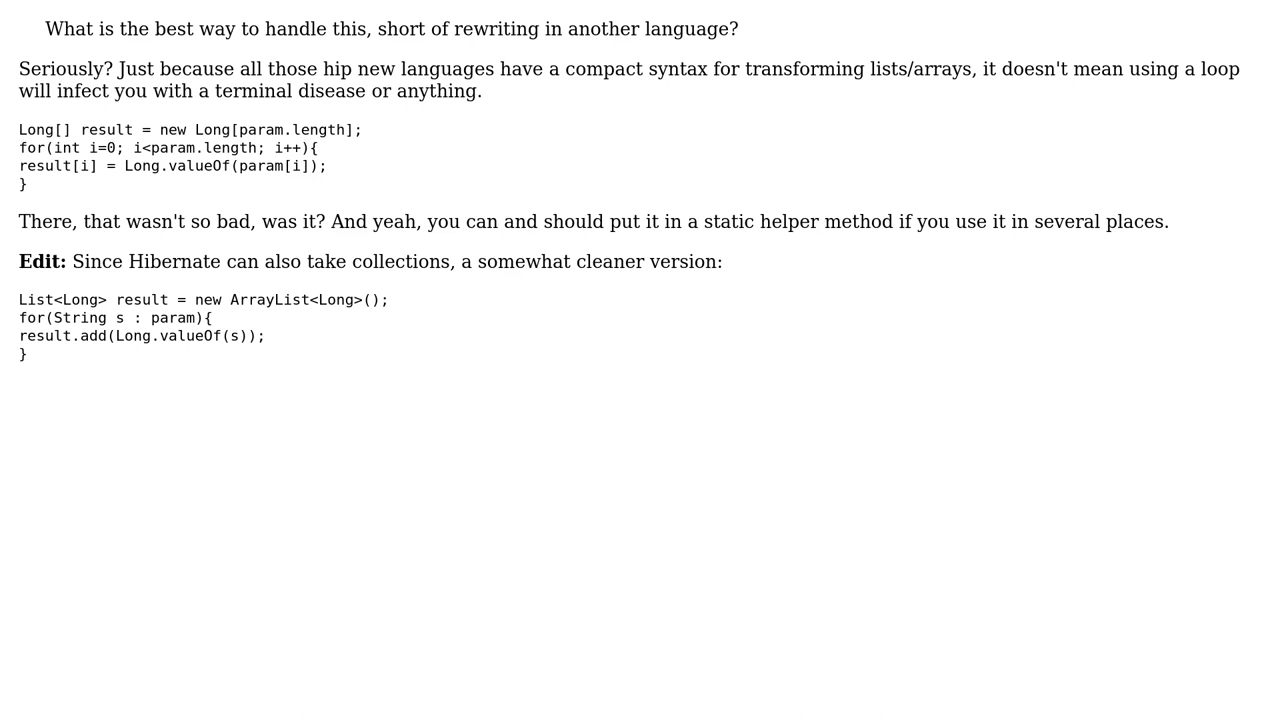 What is the best way to handle this, short of rewriting in another language?
Seriously? Just because all those hip new languages have a compact syntax for transforming lists/arrays, it doesn't mean using a loop
will infect you with a terminal disease or anything.
Long[] result = new Long[param.length];
for(int i=0; i<param.length; i++){
result[i] = Long.valueOf(param[i]);
}
There, that wasn't so bad, was it? And yeah, you can and should put it in a static helper method if you use it in several places.
Edit: Since Hibernate can also take collections, a somewhat cleaner version:
List<Long> result = new ArrayList<Long>();
for(String s : param){
result.add(Long.valueOf(s));
}